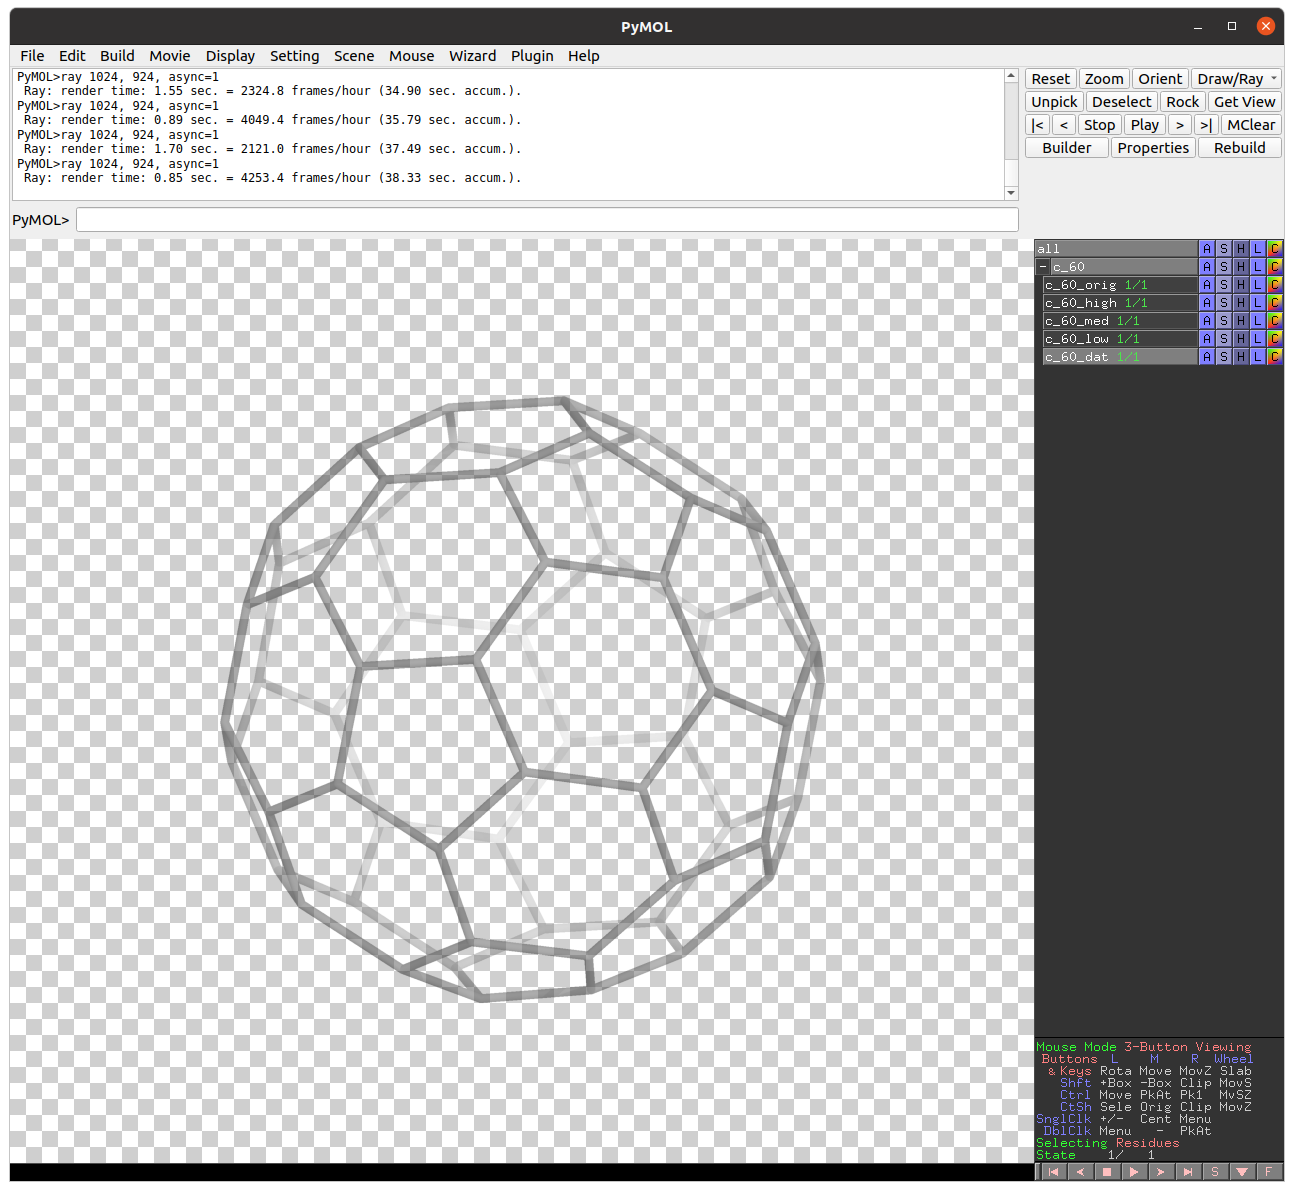 PyMOL
File Edit Build Movie Display Setting Scene Mouse Wizard Plugin Help
PyMOL>ray 1024, 924, async=1
Ray: render time: 1.55 sec. = 2324.8 frames/hour (34.90 sec. accum.).
PyMOL>ray 1024, 924, async=1
Ray: render time: 0.89 sec. = 4049.4 frames/hour (35.79 sec. accum.).
PyMOL>ray 1024, 924, async=1
Ray: render time: 1.70 sec. = 2121.0 frames/hour (37.49 sec. accum.).
PyMOL>ray 1024, 924, async=1
Ray: render time: 0.85 sec. = 4253.4 frames/hour (38.33 sec. accum.).
PyMOL>
Reset Zoom Orient Draw/Ray
Unpick Deselect Rock Get View
|< < Stop Play > >| MClear
Builder Properties Rebuild
all A S H L C
- c_60 A S H L C
c_60_orig 1/1 A S H L C
c_60_high 1/1 A S H L C
c_60_med 1/1 A S H L C
c_60_low 1/1 A S H L C
c_60_dat 1/1 A S H L C
Mouse Mode 3-Button Viewing
Buttons L M R Wheel
& Keys Rota Move MovZ Slab
Shft +Box -Box Clip MovS
Ctrl Move PkAt Pk1 MvSZ
CtSh Sele Orig Clip MovZ
SnglClk +/- Cent Menu
DblClk Menu - PkAt
Selecting Residues
State 1/ 1
S F